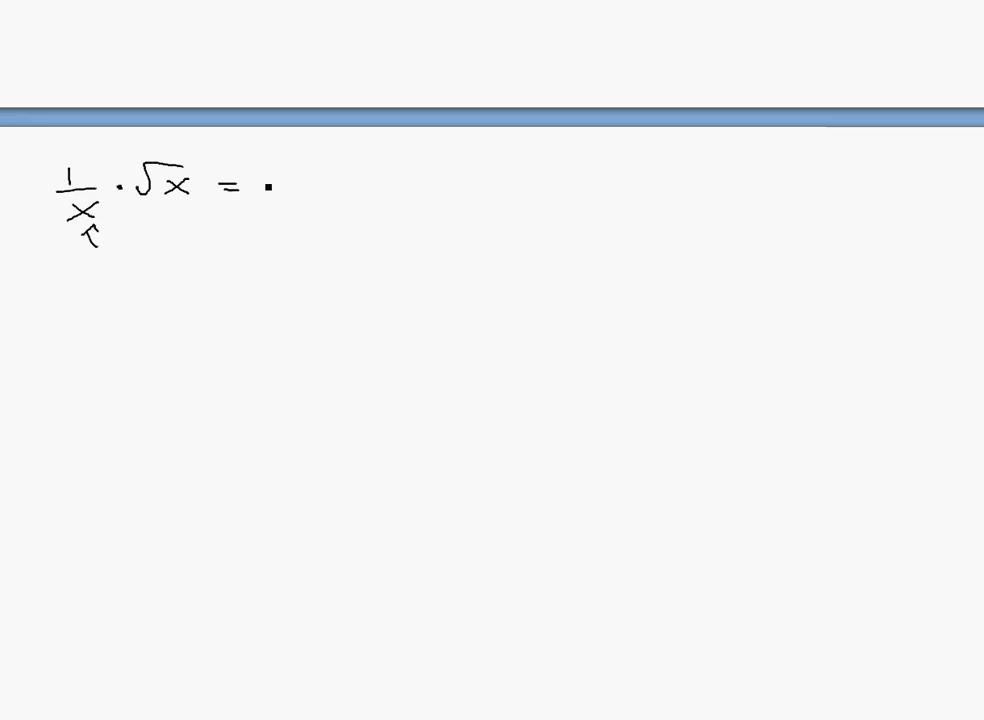 1/x · √x =